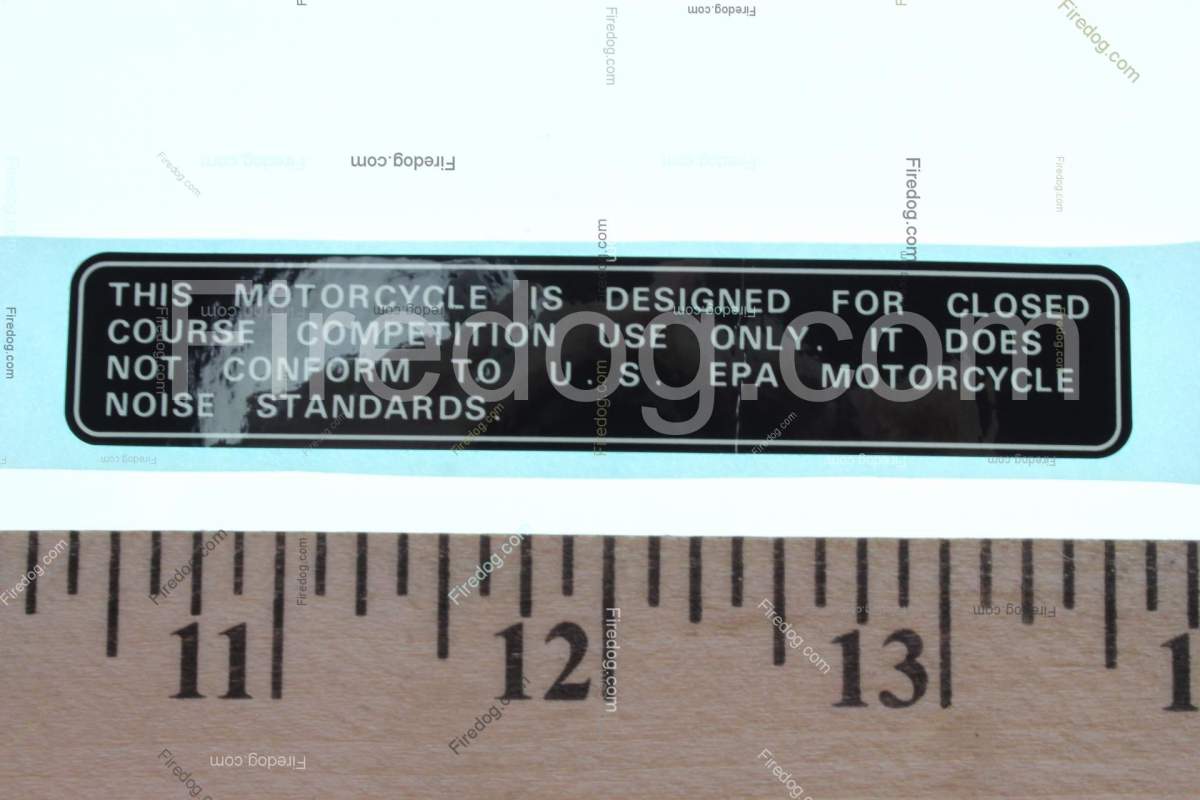 THIS MOTORCYCLE IS DESIGNED FOR CLOSED
COURSE COMPETITION USE ONLY. IT DOES
NOT CONFORM TO U.S. EPA MOTORCYCLE
NOISE STANDARDS.
Firedog.com
11 12 13 1